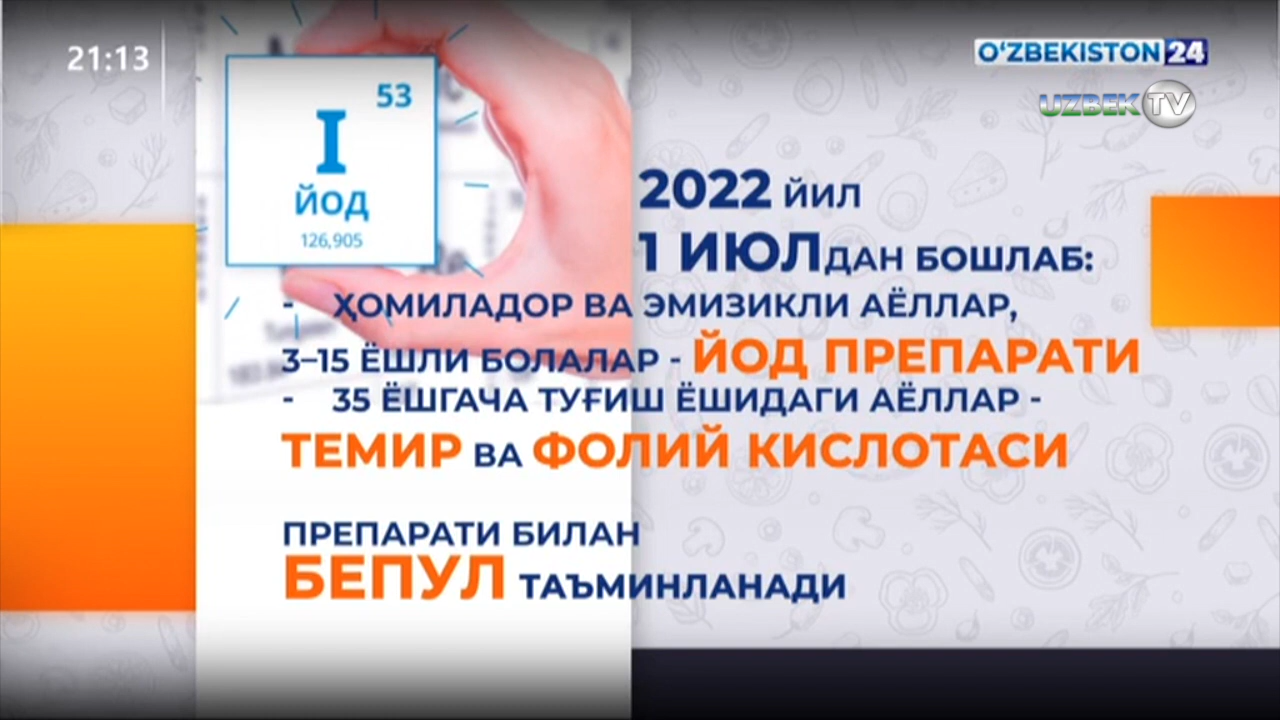 21:13
O‘ZBEKISTON 24
UZBEK TV
53
I
ЙОД
126,905
2022 ЙИЛ
1 ИЮЛДАН БОШЛАБ:
- ҲОМИЛАДОР ВА ЭМИЗИКЛИ АЁЛЛАР,
3–15 ЁШЛИ БОЛАЛАР - ЙОД ПРЕПАРАТИ
- 35 ЁШГАЧА ТУҒИШ ЁШИДАГИ АЁЛЛАР -
ТЕМИР ВА ФОЛИЙ КИСЛОТАСИ
ПРЕПАРАТИ БИЛАН
БЕПУЛ ТАЪМИНЛАНАДИ